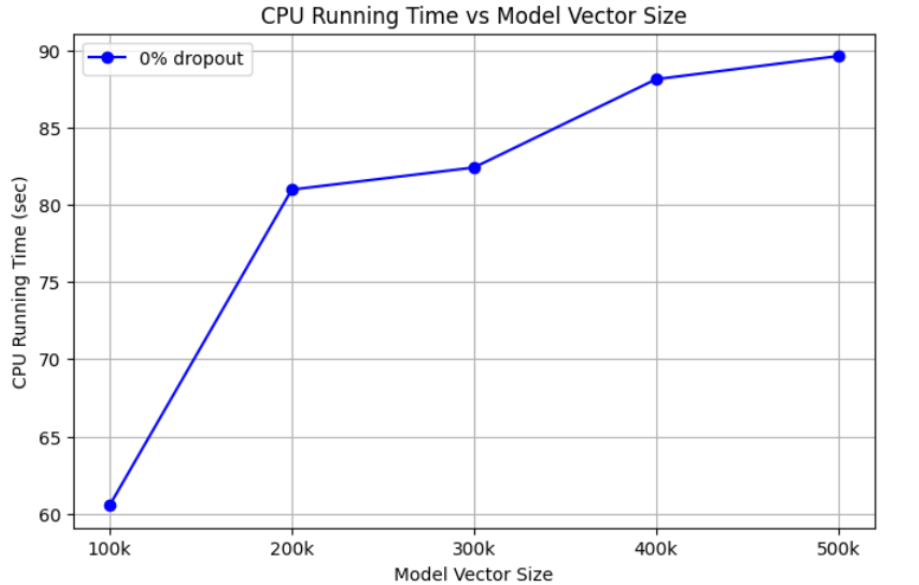 CPU Running Time vs Model Vector Size
0% dropout
CPU Running Time (sec)
90
85
80
75
70
65
60
100k 200k 300k 400k 500k
Model Vector Size